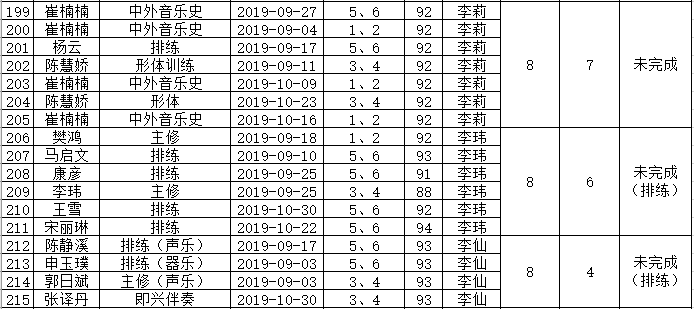 199 崔楠楠 中外音乐史 2019-09-27 5、6 92 李莉
200 崔楠楠 中外音乐史 2019-09-04 1、2 92 李莉
201 杨云 排练 2019-09-17 5、6 92 李莉
202 陈慧娇 形体训练 2019-09-11 3、4 92 李莉 8 7 未完成
203 崔楠楠 中外音乐史 2019-10-09 1、2 92 李莉
204 陈慧娇 形体 2019-10-23 3、4 92 李莉
205 崔楠楠 中外音乐史 2019-10-16 1、2 92 李莉
206 樊鸿 主修 2019-09-18 1、2 92 李玮
207 马启文 排练 2019-09-10 5、6 93 李玮
208 康彦 排练 2019-09-25 5、6 91 李玮 8 6 未完成
209 李玮 主修 2019-09-25 3、4 88 李玮 （排练）
210 王雪 排练 2019-10-30 5、6 92 李玮
211 宋丽琳 排练 2019-10-22 5、6 94 李玮
212 陈静溪 排练（声乐） 2019-09-17 5、6 93 李仙
213 申玉璞 排练（器乐） 2019-09-03 5、6 93 李仙 8 4 未完成
214 郭日斌 主修（声乐） 2019-09-03 3、4 93 李仙 （排练）
215 张译丹 即兴伴奏 2019-10-30 3、4 93 李仙